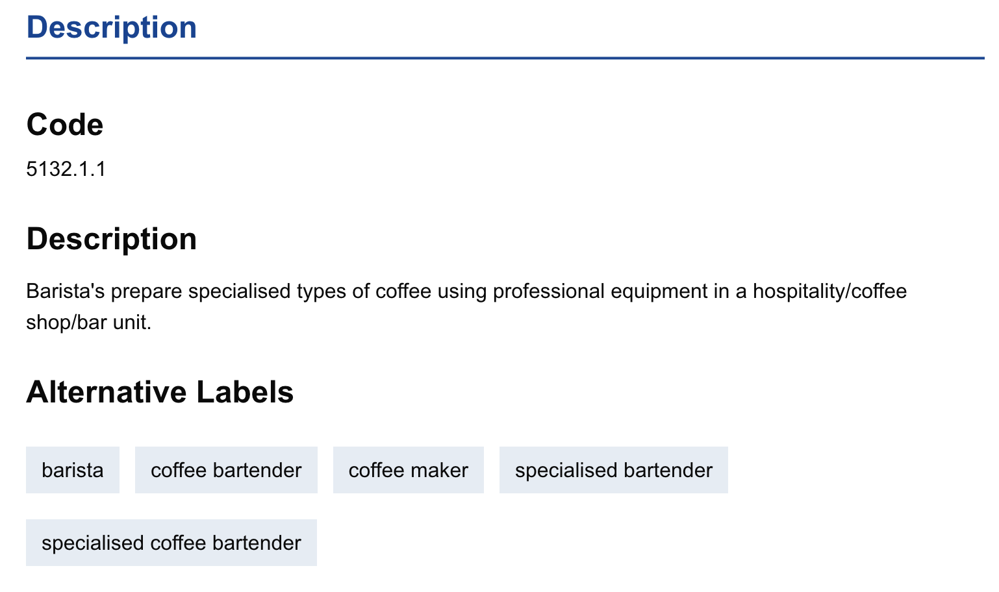 Description
Code
5132.1.1
Description
Barista's prepare specialised types of coffee using professional equipment in a hospitality/coffee
shop/bar unit.
Alternative Labels
barista coffee bartender coffee maker specialised bartender
specialised coffee bartender